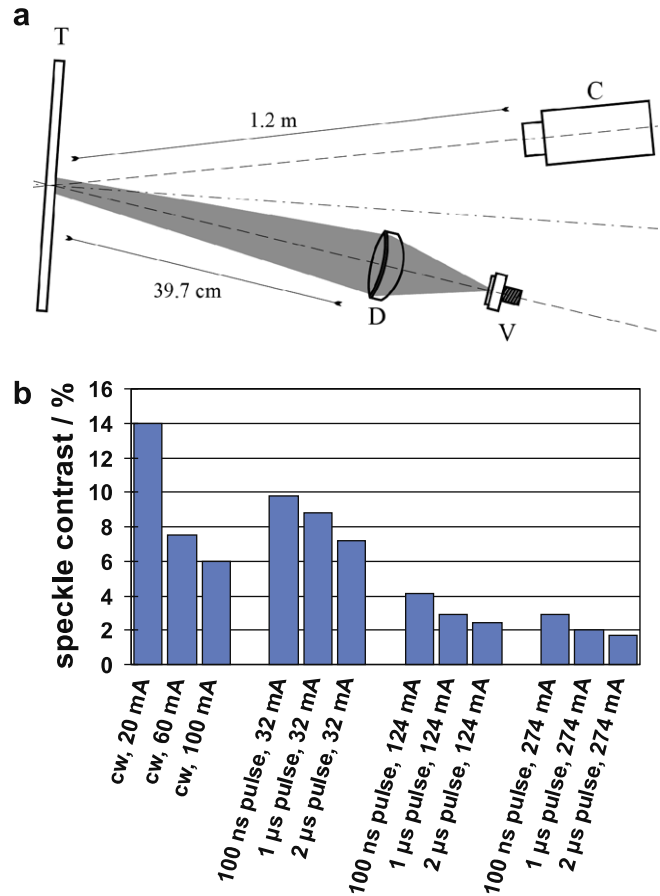 a
T
C
1.2 m
39.7 cm
D
V
b
speckle contrast / %
16
14
12
10
8
6
4
2
0
cw, 20 mA
cw, 60 mA
cw, 100 mA
100 ns pulse, 32 mA
1 µs pulse, 32 mA
2 µs pulse, 32 mA
100 ns pulse, 124 mA
1 µs pulse, 124 mA
2 µs pulse, 124 mA
100 ns pulse, 274 mA
1 µs pulse, 274 mA
2 µs pulse, 274 mA